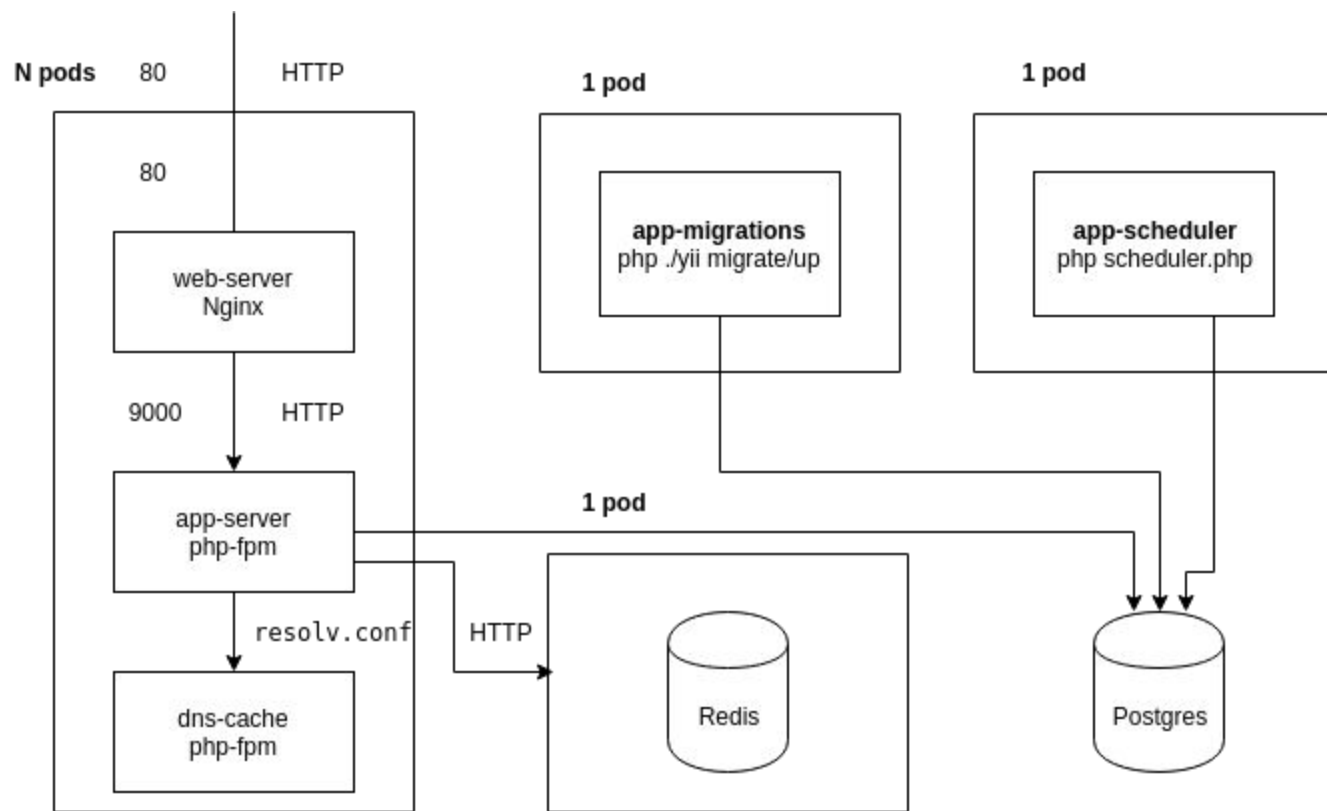 N pods
80
HTTP
80
web-server
Nginx
9000
HTTP
app-server
php-fpm
resolv.conf
dns-cache
php-fpm
1 pod
app-migrations
php ./yii migrate/up
1 pod
app-scheduler
php scheduler.php
1 pod
HTTP
Redis
Postgres